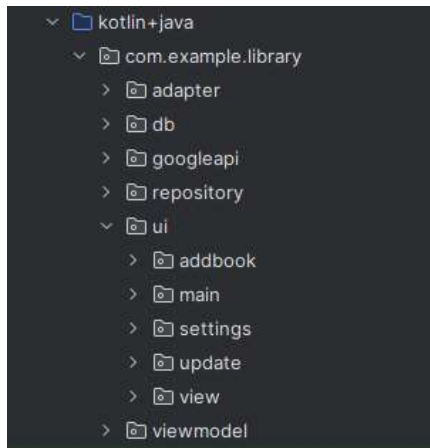 kotlin+java
com.example.library
adapter
db
googleapi
repository
ui
addbook
main
settings
update
view
viewmodel